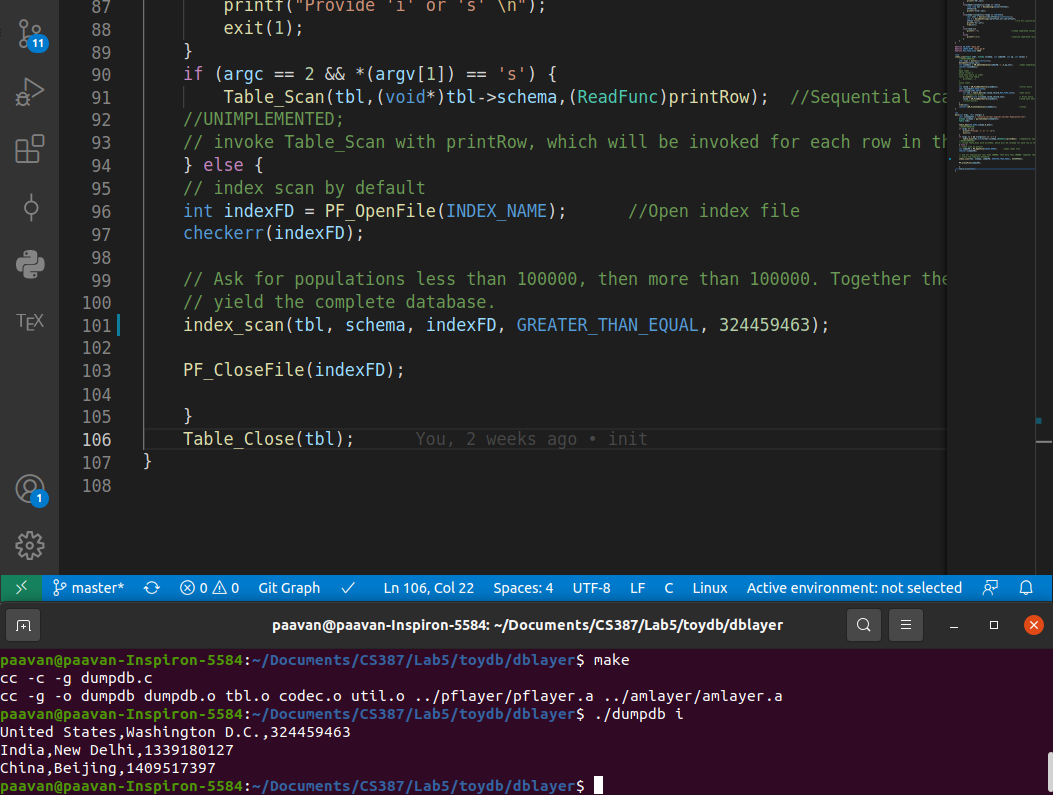 87 printf("Provide 'i' or 's' \n");
88 exit(1);
89 }
90 if (argc == 2 && *(argv[1]) == 's') {
91 Table_Scan(tbl,(void*)tbl->schema,(ReadFunc)printRow); //Sequential Sca
92 //UNIMPLEMENTED;
93 // invoke Table_Scan with printRow, which will be invoked for each row in th
94 } else {
95 // index scan by default
96 int indexFD = PF_OpenFile(INDEX_NAME); //Open index file
97 checkerr(indexFD);
98
99 // Ask for populations less than 100000, then more than 100000. Together the
100 // yield the complete database.
101 index_scan(tbl, schema, indexFD, GREATER_THAN_EQUAL, 324459463);
102
103 PF_CloseFile(indexFD);
104
105 }
106 Table_Close(tbl); You, 2 weeks ago • init
107 }
108
11
TEX
1
master* 0 0 Git Graph Ln 106, Col 22 Spaces: 4 UTF-8 LF C Linux Active environment: not selected
paavan@paavan-Inspiron-5584: ~/Documents/CS387/Lab5/toydb/dblayer
paavan@paavan-Inspiron-5584:~/Documents/CS387/Lab5/toydb/dblayer$ make
cc -c -g dumpdb.c
cc -g -o dumpdb dumpdb.o tbl.o codec.o util.o ../pflayer/pflayer.a ../amlayer/amlayer.a
paavan@paavan-Inspiron-5584:~/Documents/CS387/Lab5/toydb/dblayer$ ./dumpdb i
United States,Washington D.C.,324459463
India,New Delhi,1339180127
China,Beijing,1409517397
paavan@paavan-Inspiron-5584:~/Documents/CS387/Lab5/toydb/dblayer$